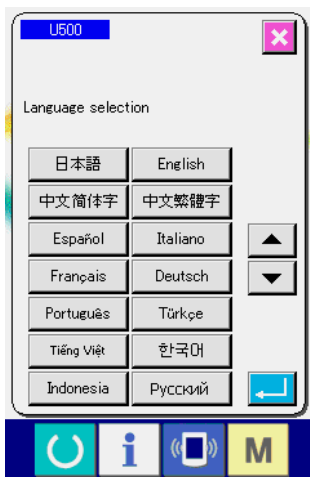 U500
Language selection
日本語 English
中文简体字 中文繁體字
Español Italiano
Français Deutsch
Português Türkçe
Tiếng Việt 한국어
Indonesia Русский
i M